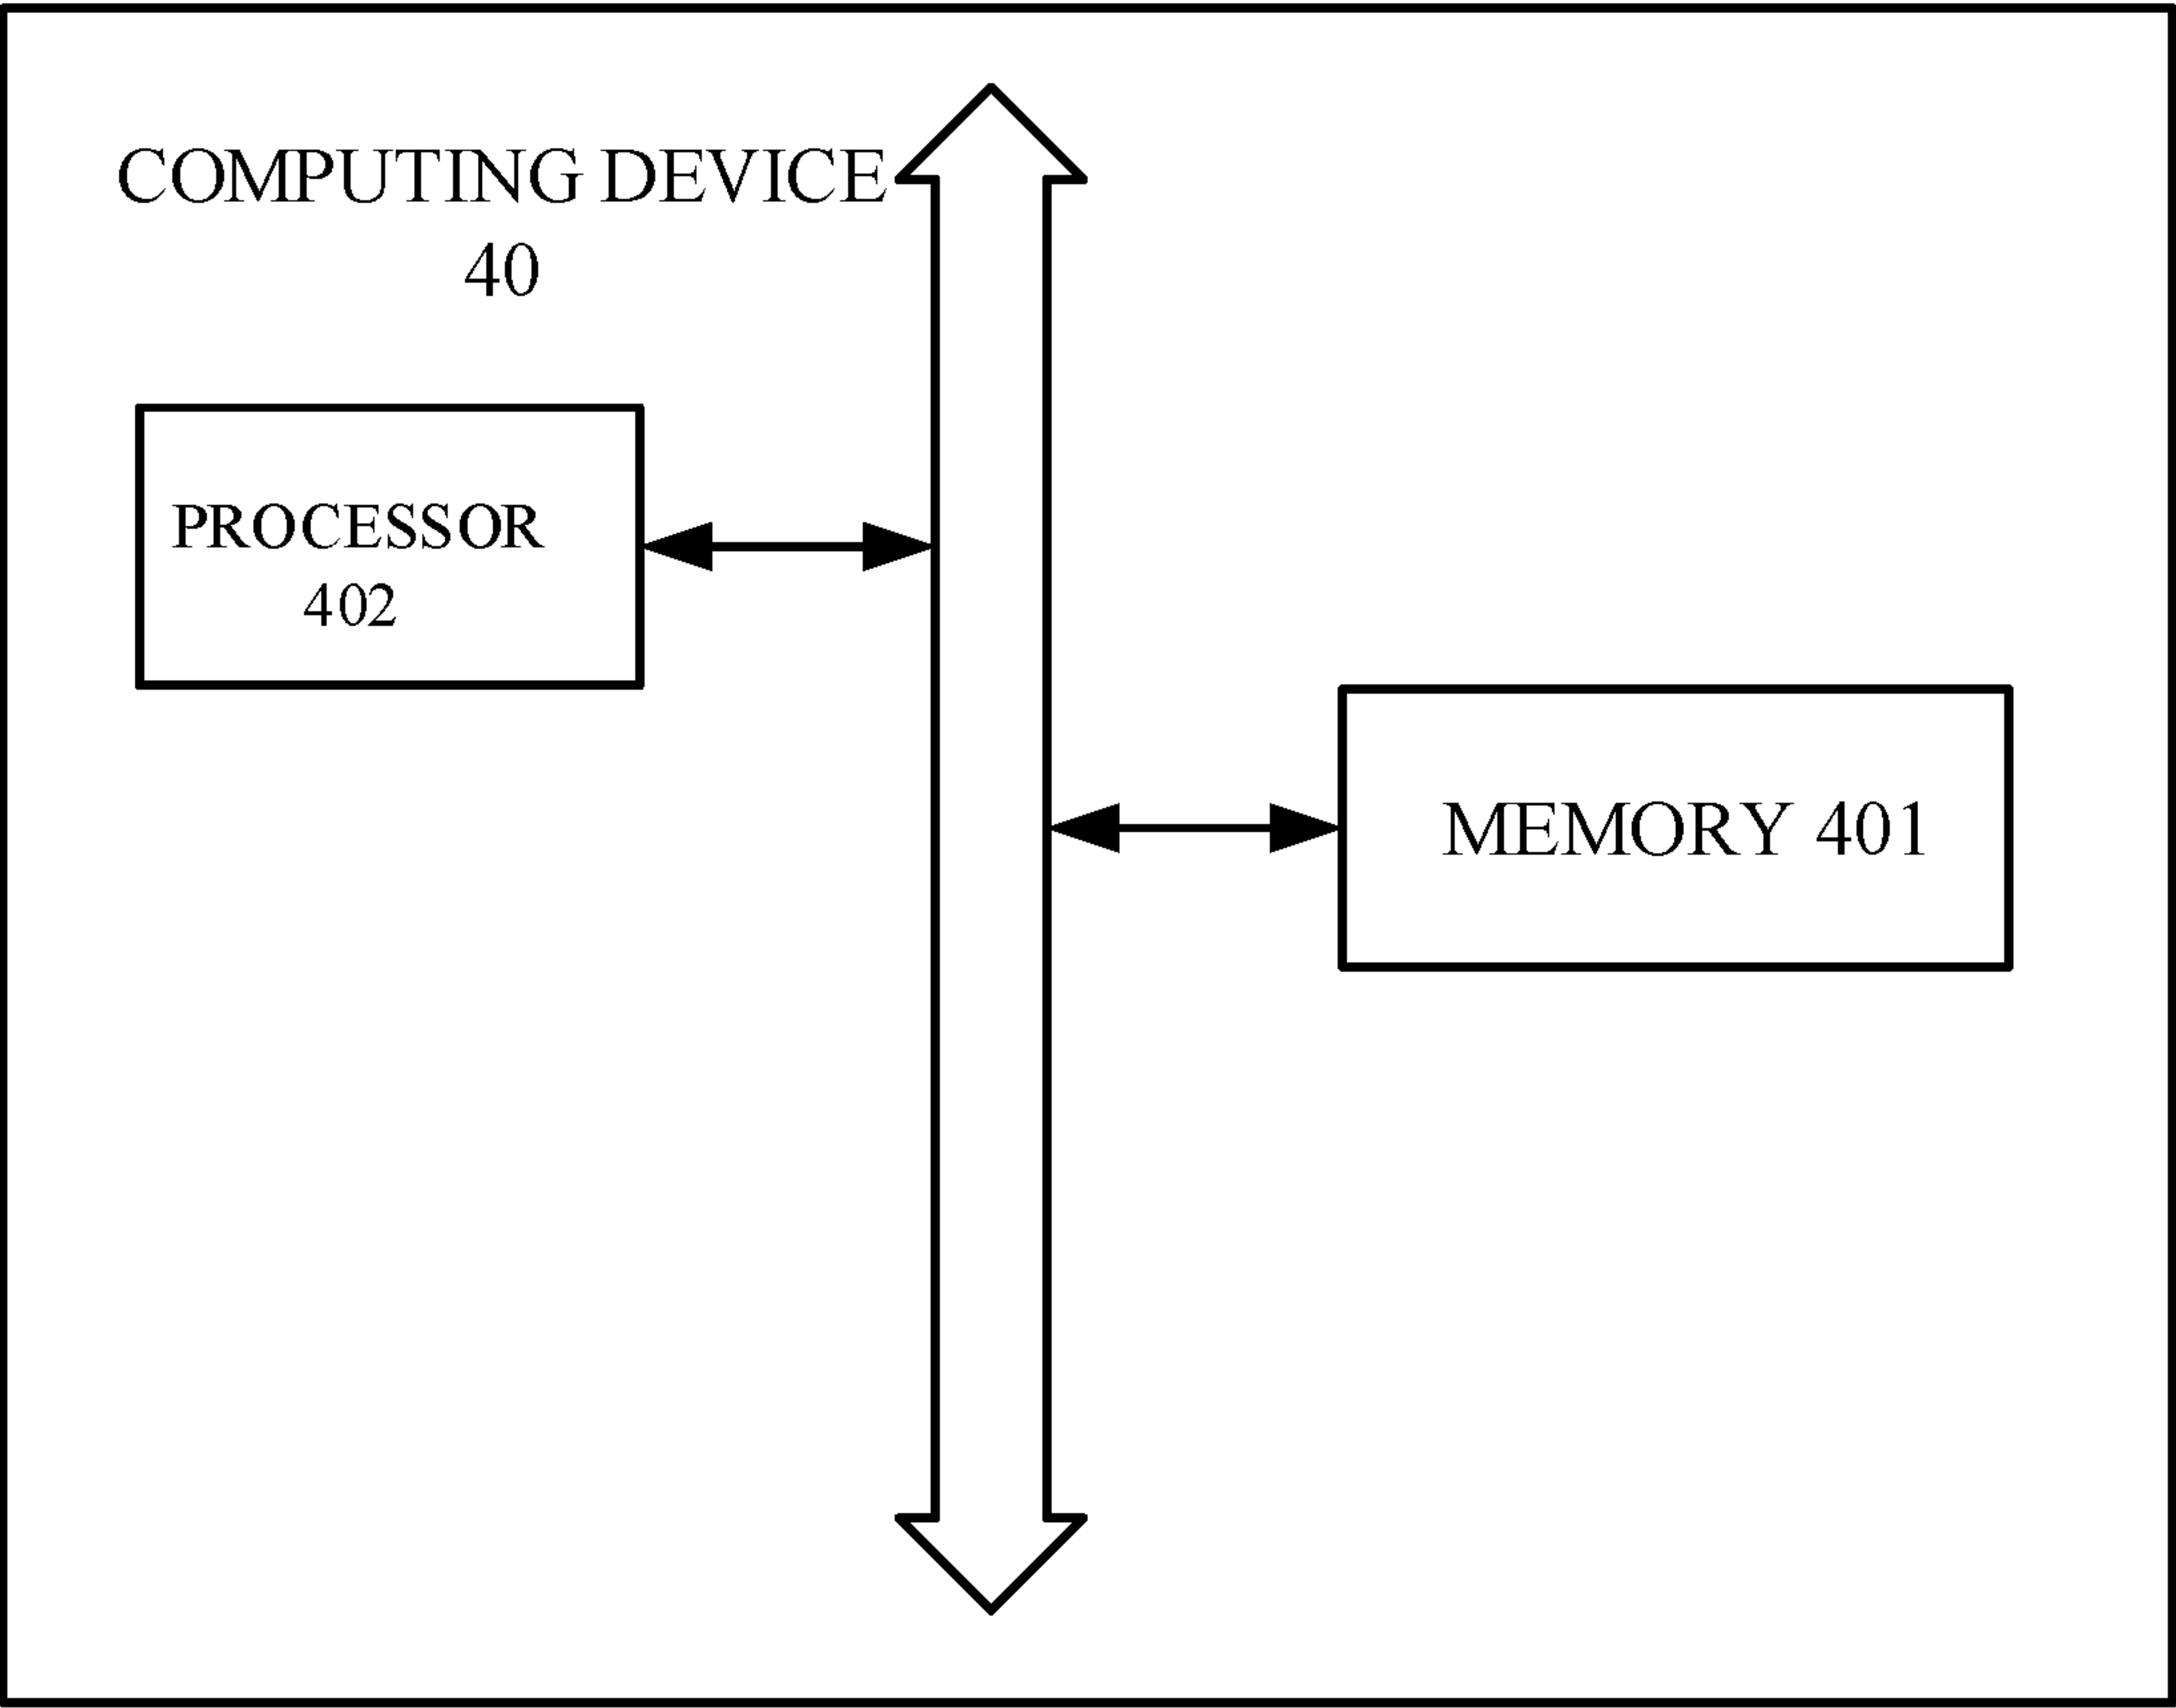 COMPUTING DEVICE
40
PROCESSOR
402
MEMORY 401